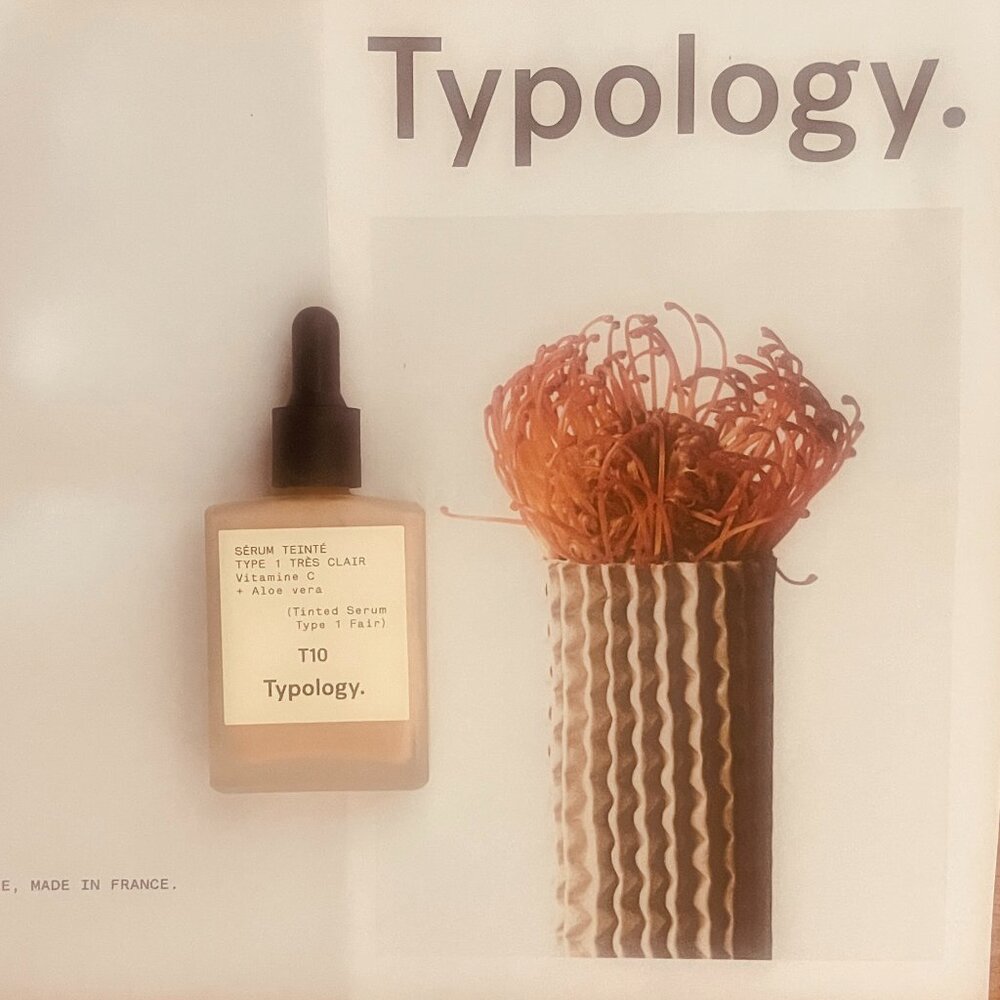 Typology.
SÉRUM TEINTÉ
TYPE 1 TRÈS CLAIR
Vitamine C
+ Aloe vera
(Tinted Serum
Type 1 Fair)
T10
Typology.
E, MADE IN FRANCE.